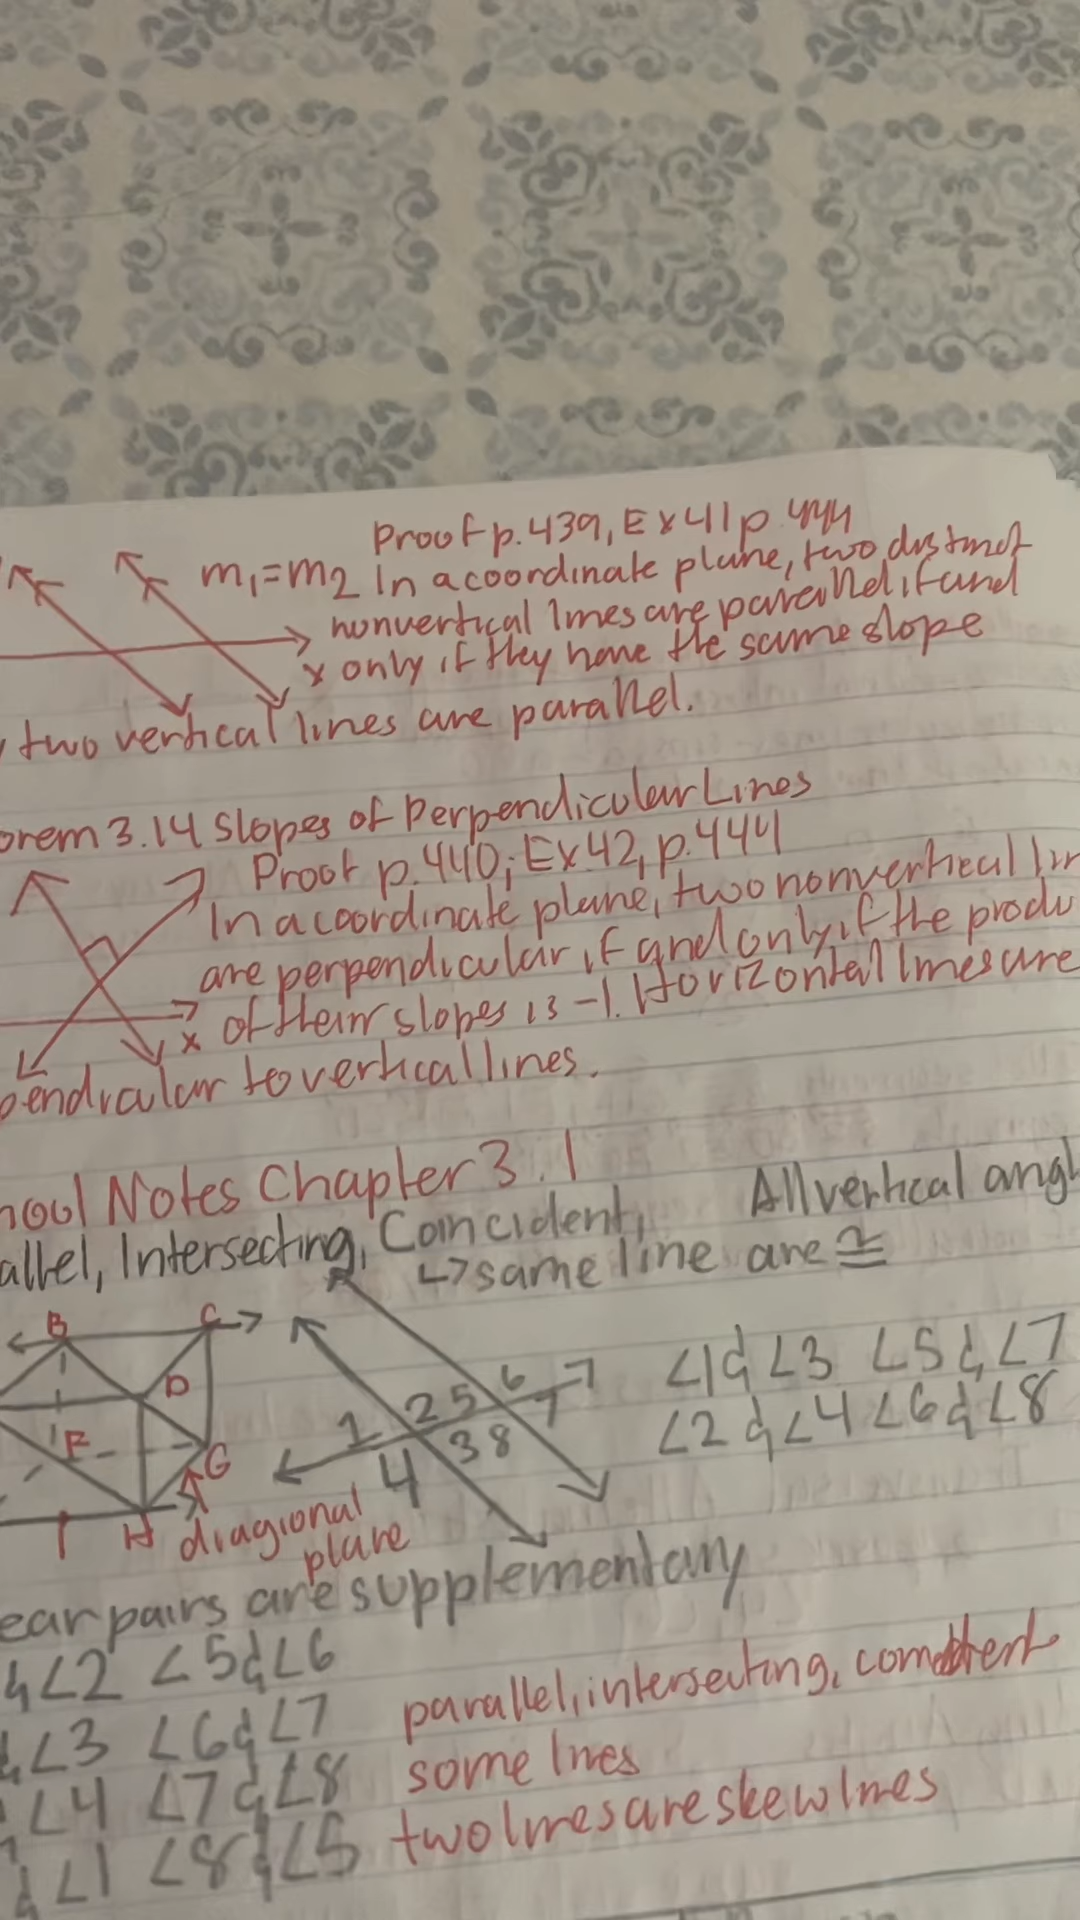 Proof p.439, Ex 41 p.444
m1=m2 In a coordinate plane, two distinct
nonvertical lines are parallel if and
x only if they have the same slope
two vertical lines are parallel.
orem 3.14 Slopes of Perpendicular Lines
Proof p.440; Ex 42, p.444
In a coordinate plane, two nonvertical lin
are perpendicular if and only if the produ
x of their slopes is -1. Horizontal lines are
pendicular to vertical lines.
hool Notes Chapter 3.1
allel, Intersecting, Coincident,
↳ same line
All vertical angl
are ≅
B C
D
F
G
H
diagional
plane
1 2 5 6 7
4 3 8
∠1 & ∠3 ∠5 & ∠7
∠2 & ∠4 ∠6 & ∠8
ear pairs are supplementary
& ∠2 ∠5 & ∠6
& ∠3 ∠6 & ∠7
∠4 ∠7 & ∠8
& ∠1 ∠8 & ∠5
parallel, intersecting,
some lines
two lines are skew lines